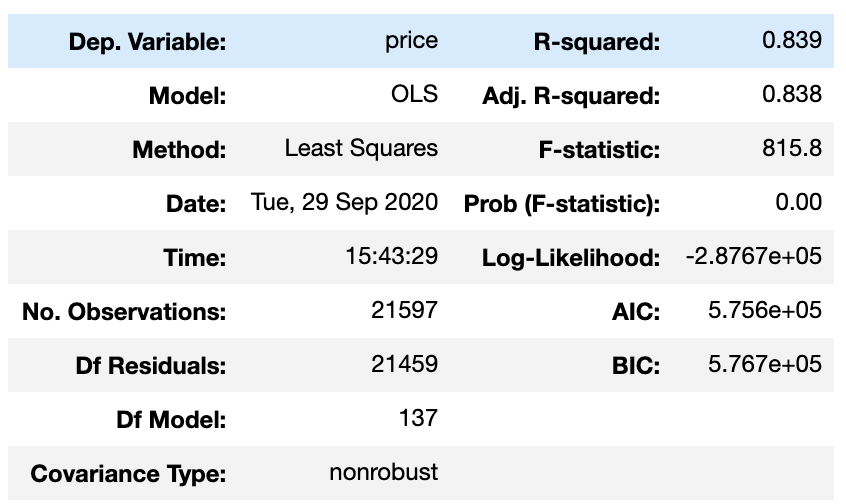 Dep. Variable: price R-squared: 0.839
Model: OLS Adj. R-squared: 0.838
Method: Least Squares F-statistic: 815.8
Date: Tue, 29 Sep 2020 Prob (F-statistic): 0.00
Time: 15:43:29 Log-Likelihood: -2.8767e+05
No. Observations: 21597 AIC: 5.756e+05
Df Residuals: 21459 BIC: 5.767e+05
Df Model: 137
Covariance Type: nonrobust